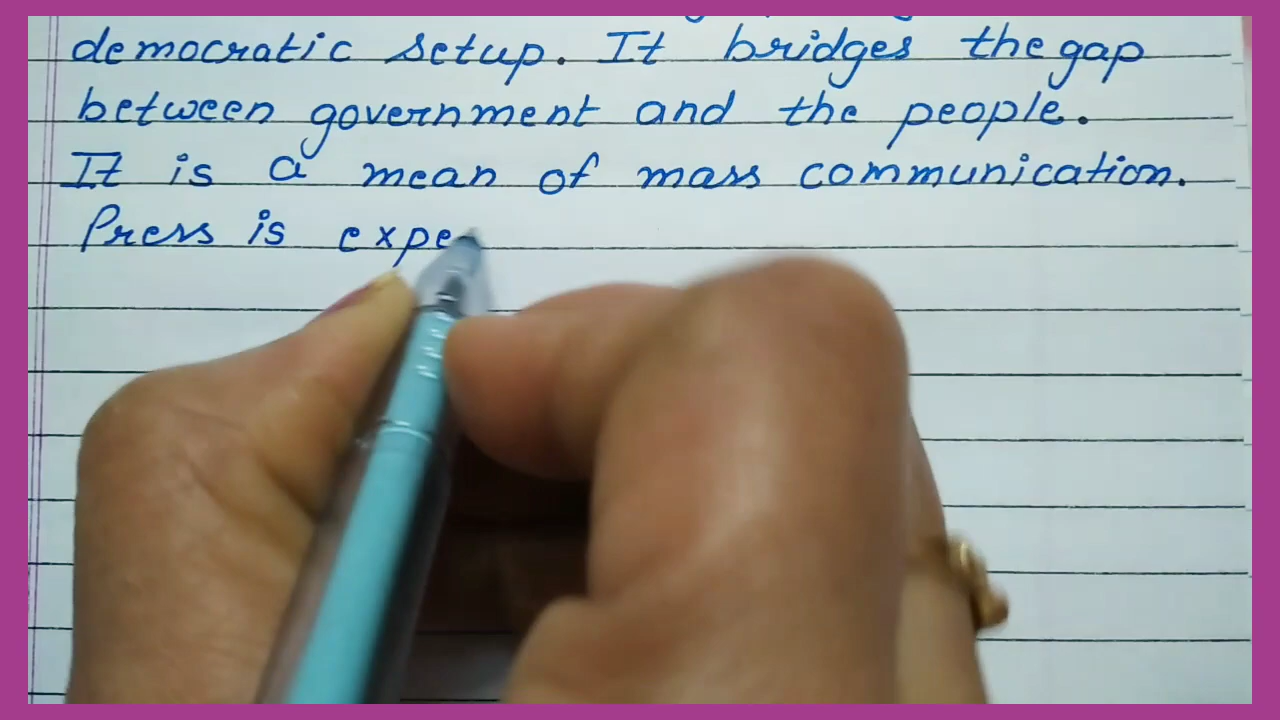 democratic setup. It bridges the gap
between government and the people.
It is a mean of mass communication.
Press is expe